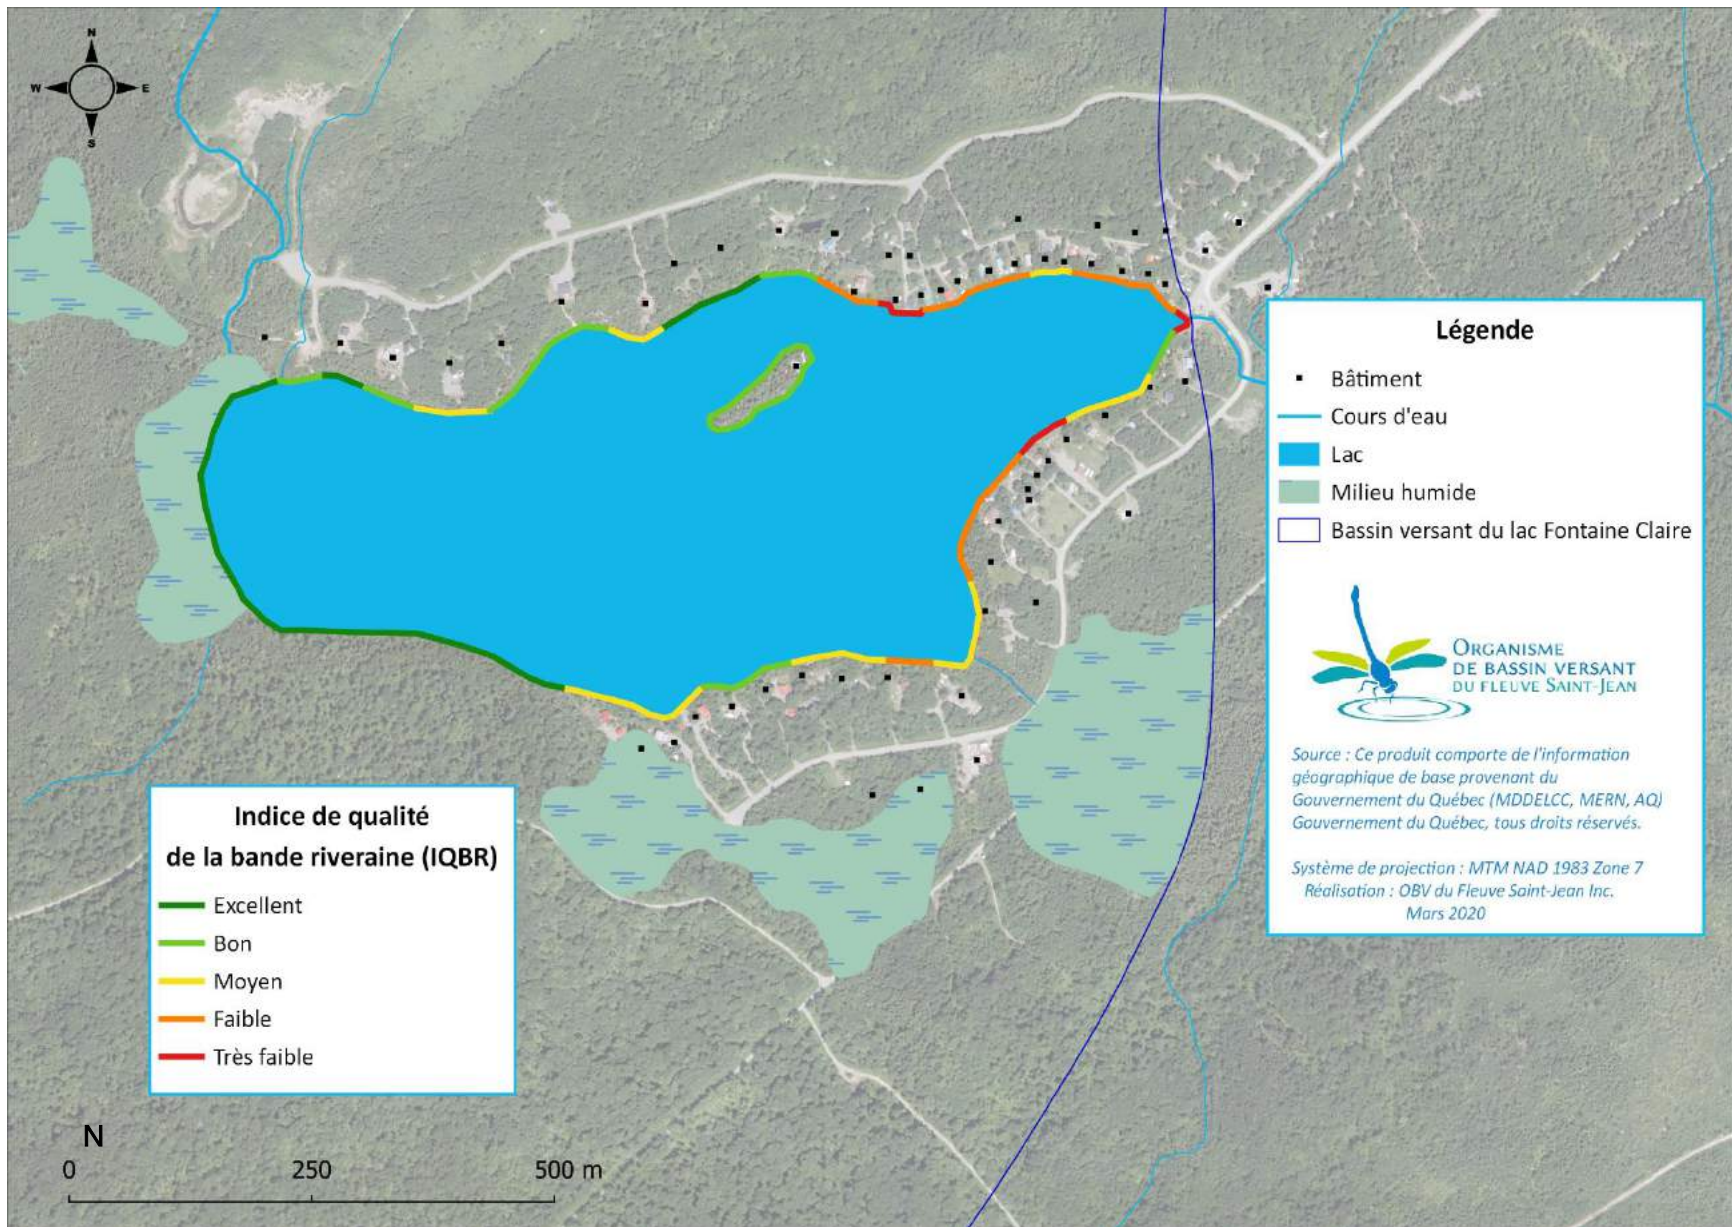 N
W
E
S
Légende
Bâtiment
Cours d'eau
Lac
Milieu humide
Bassin versant du lac Fontaine Claire
ORGANISME
DE BASSIN VERSANT
DU FLEUVE SAINT-JEAN
Source : Ce produit comporte de l'information
géographique de base provenant du
Gouvernement du Québec (MDDELCC, MERN, AQ)
Gouvernement du Québec, tous droits réservés.
Système de projection : MTM NAD 1983 Zone 7
Réalisation : OBV du Fleuve Saint-Jean Inc.
Mars 2020
Indice de qualité
de la bande riveraine (IQBR)
Excellent
Bon
Moyen
Faible
Très faible
N
0 250 500 m